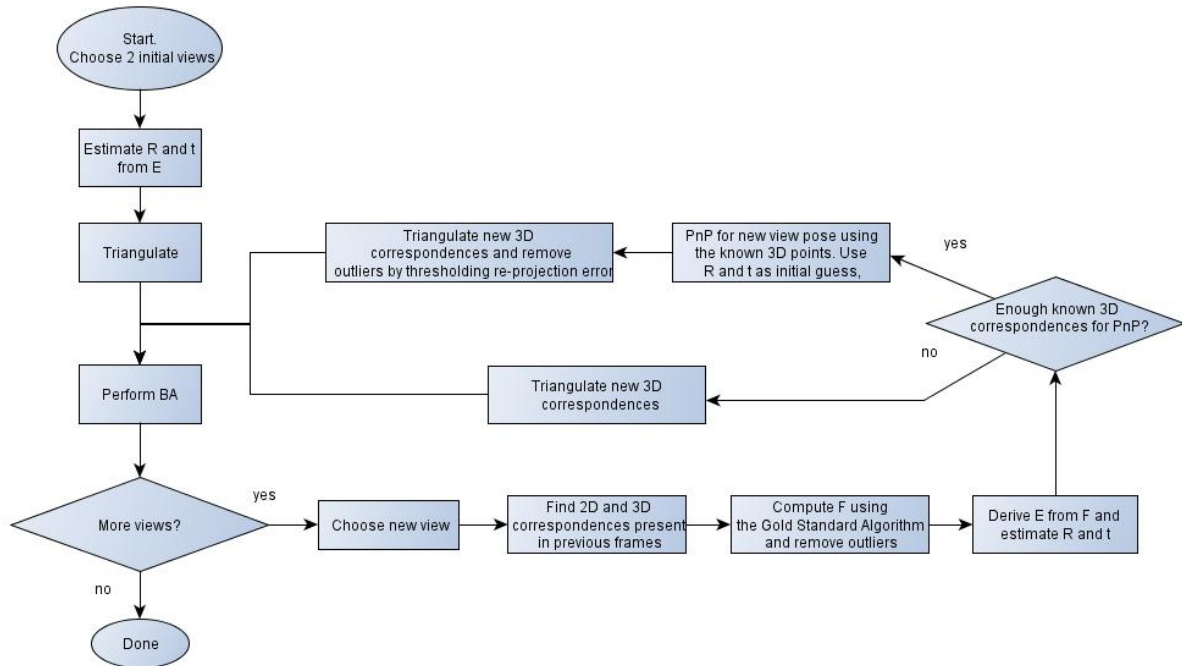 Start.
Choose 2 initial views
Estimate R and t
from E
Triangulate
Triangulate new 3D
correspondences and remove
outliers by thresholding re-projection error
PnP for new view pose using
the known 3D points. Use
R and t as initial guess,
yes
Enough known 3D
correspondences for PnP?
no
Perform BA
Triangulate new 3D
correspondences
More views?
yes
Choose new view
Find 2D and 3D
correspondences present
in previous frames
Compute F using
the Gold Standard Algorithm
and remove outliers
Derive E from F and
estimate R and t
no
Done